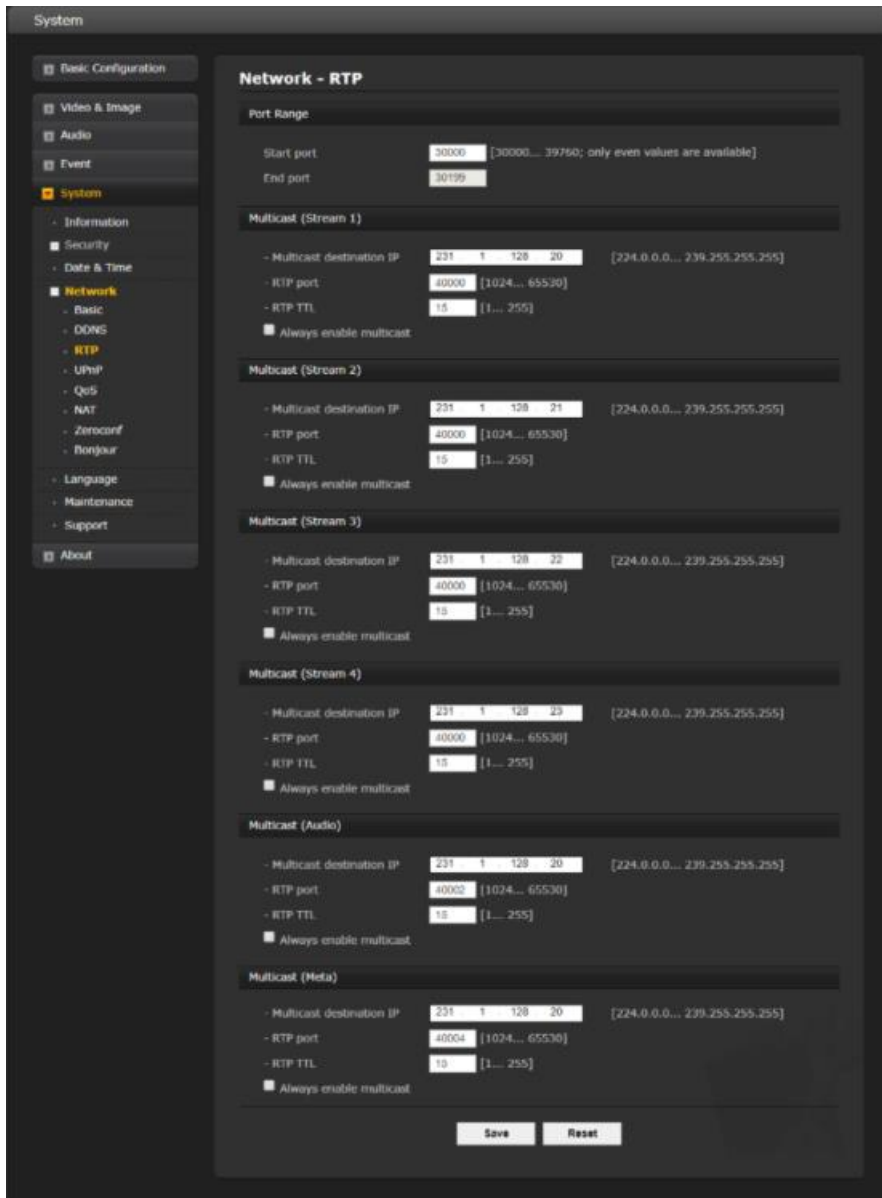 System
Basic Configuration
Video & Image
Audio
Event
System
- Information
Security
- Date & Time
Network
- Basic
- DDNS
- RTP
- UPnP
- QoS
- NAT
- Zeroconf
- Bonjour
- Language
- Maintenance
- Support
About
Network - RTP
Port Range
Start port 30000 [30000... 39760; only even values are available]
End port 30199
Multicast (Stream 1)
- Multicast destination IP 231 . 1 . 128 . 20 [224.0.0.0... 239.255.255.255]
- RTP port 40000 [1024... 65530]
- RTP TTL 15 [1... 255]
Always enable multicast
Multicast (Stream 2)
- Multicast destination IP 231 . 1 . 128 . 21 [224.0.0.0... 239.255.255.255]
- RTP port 40000 [1024... 65530]
- RTP TTL 15 [1... 255]
Always enable multicast
Multicast (Stream 3)
- Multicast destination IP 231 . 1 . 128 . 22 [224.0.0.0... 239.255.255.255]
- RTP port 40000 [1024... 65530]
- RTP TTL 15 [1... 255]
Always enable multicast
Multicast (Stream 4)
- Multicast destination IP 231 . 1 . 128 . 23 [224.0.0.0... 239.255.255.255]
- RTP port 40000 [1024... 65530]
- RTP TTL 15 [1... 255]
Always enable multicast
Multicast (Audio)
- Multicast destination IP 231 . 1 . 128 . 20 [224.0.0.0... 239.255.255.255]
- RTP port 40002 [1024... 65530]
- RTP TTL 15 [1... 255]
Always enable multicast
Multicast (Meta)
- Multicast destination IP 231 . 1 . 128 . 20 [224.0.0.0... 239.255.255.255]
- RTP port 40004 [1024... 65530]
- RTP TTL 15 [1... 255]
Always enable multicast
Save Reset